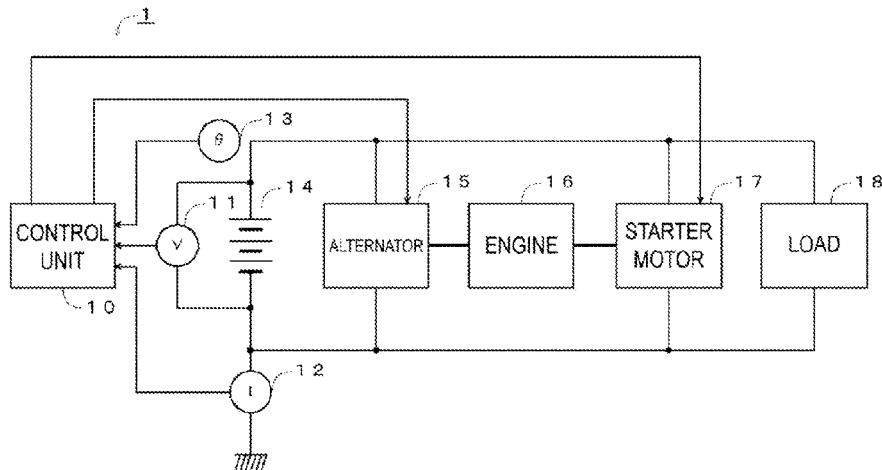 1
θ
13
14
11
V
CONTROL
UNIT
10
15
ALTERNATOR
16
ENGINE
17
STARTER
MOTOR
18
LOAD
I
12